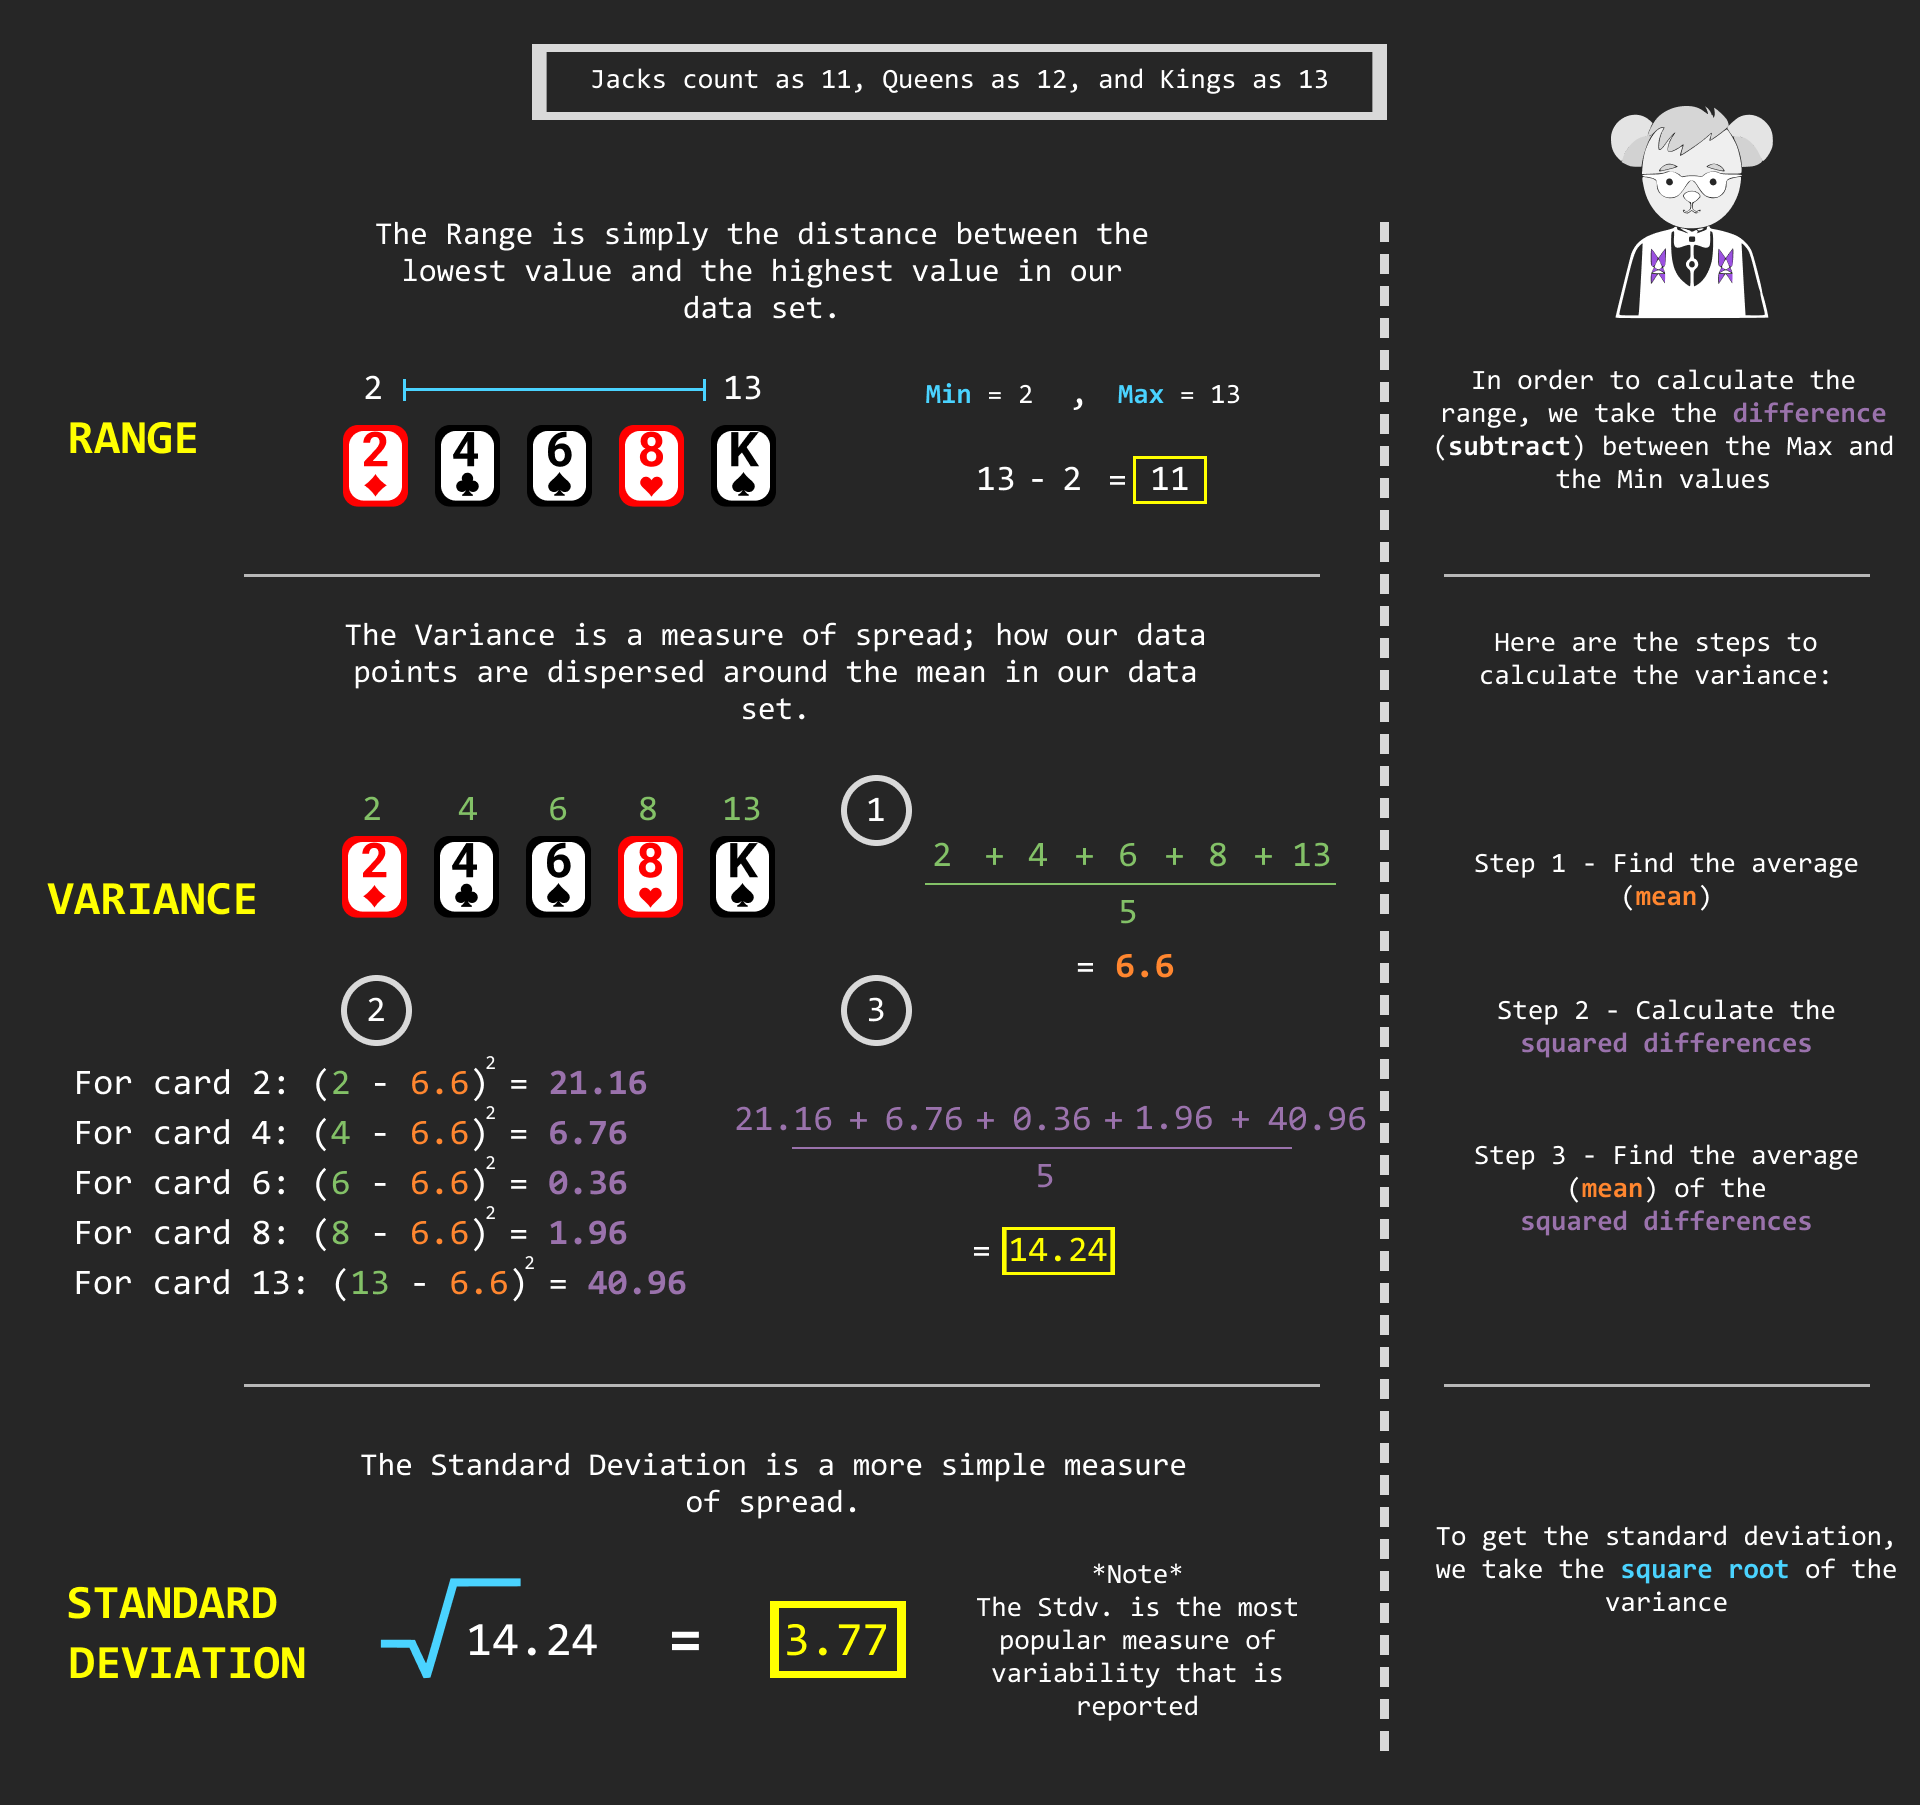 Jacks count as 11, Queens as 12, and Kings as 13
The Range is simply the distance between the
lowest value and the highest value in our
data set.
RANGE
2 13
2 4 6 8 K
Min = 2 , Max = 13
13 - 2 = 11
In order to calculate the
range, we take the difference
(subtract) between the Max and
the Min values
The Variance is a measure of spread; how our data
points are dispersed around the mean in our data
set.
VARIANCE
2 4 6 8 13
2 4 6 8 K
1
2 + 4 + 6 + 8 + 13
5
= 6.6
2
For card 2: (2 - 6.6)² = 21.16
For card 4: (4 - 6.6)² = 6.76
For card 6: (6 - 6.6)² = 0.36
For card 8: (8 - 6.6)² = 1.96
For card 13: (13 - 6.6)² = 40.96
3
21.16 + 6.76 + 0.36 + 1.96 + 40.96
5
= 14.24
Here are the steps to
calculate the variance:
Step 1 - Find the average
(mean)
Step 2 - Calculate the
squared differences
Step 3 - Find the average
(mean) of the
squared differences
The Standard Deviation is a more simple measure
of spread.
STANDARD
DEVIATION
√14.24 = 3.77
*Note*
The Stdv. is the most
popular measure of
variability that is
reported
To get the standard deviation,
we take the square root of the
variance